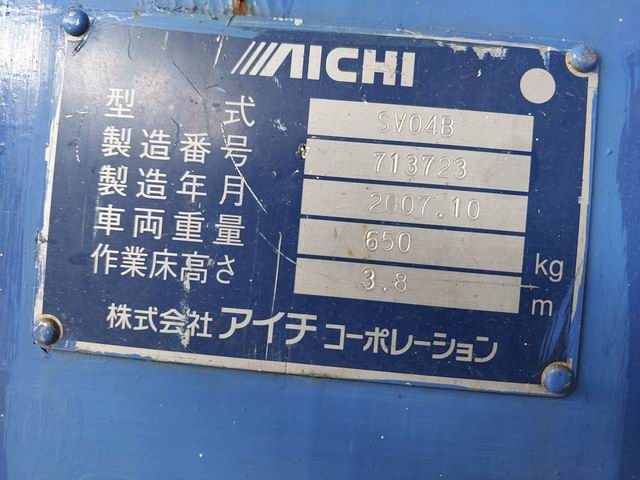 AICHI
型式 SV04B
製造番号 713723
製造年月 2007.10
車両重量 650 kg
作業床高さ 3.8 m
株式会社アイチコーポレーション